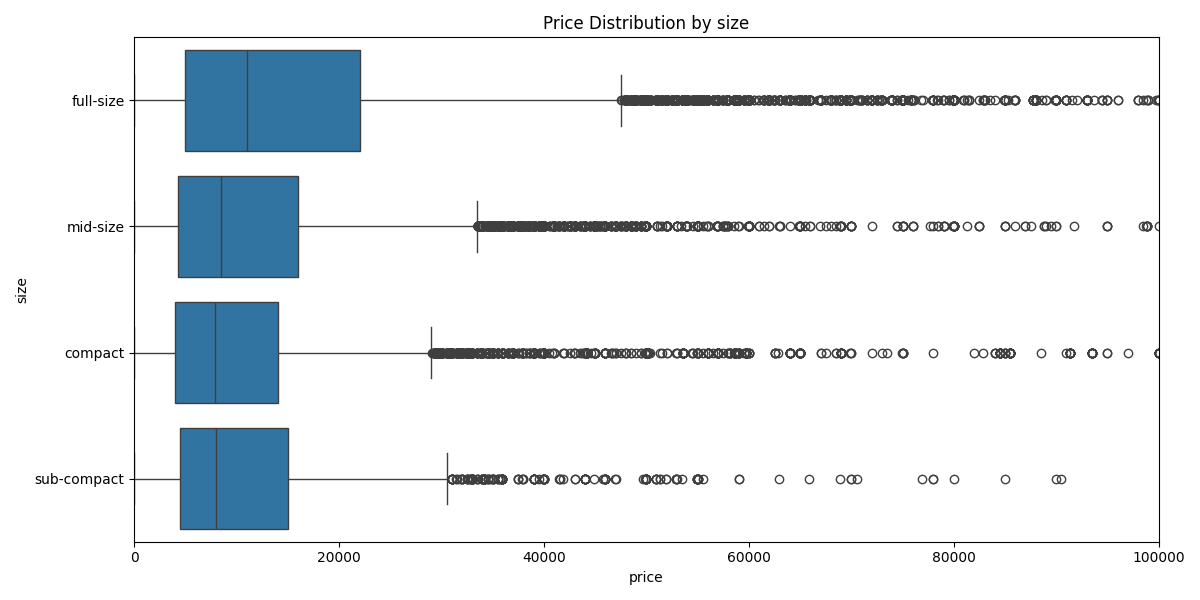 Price Distribution by size
full-size
mid-size
compact
sub-compact
size
0 20000 40000 60000 80000 100000
price